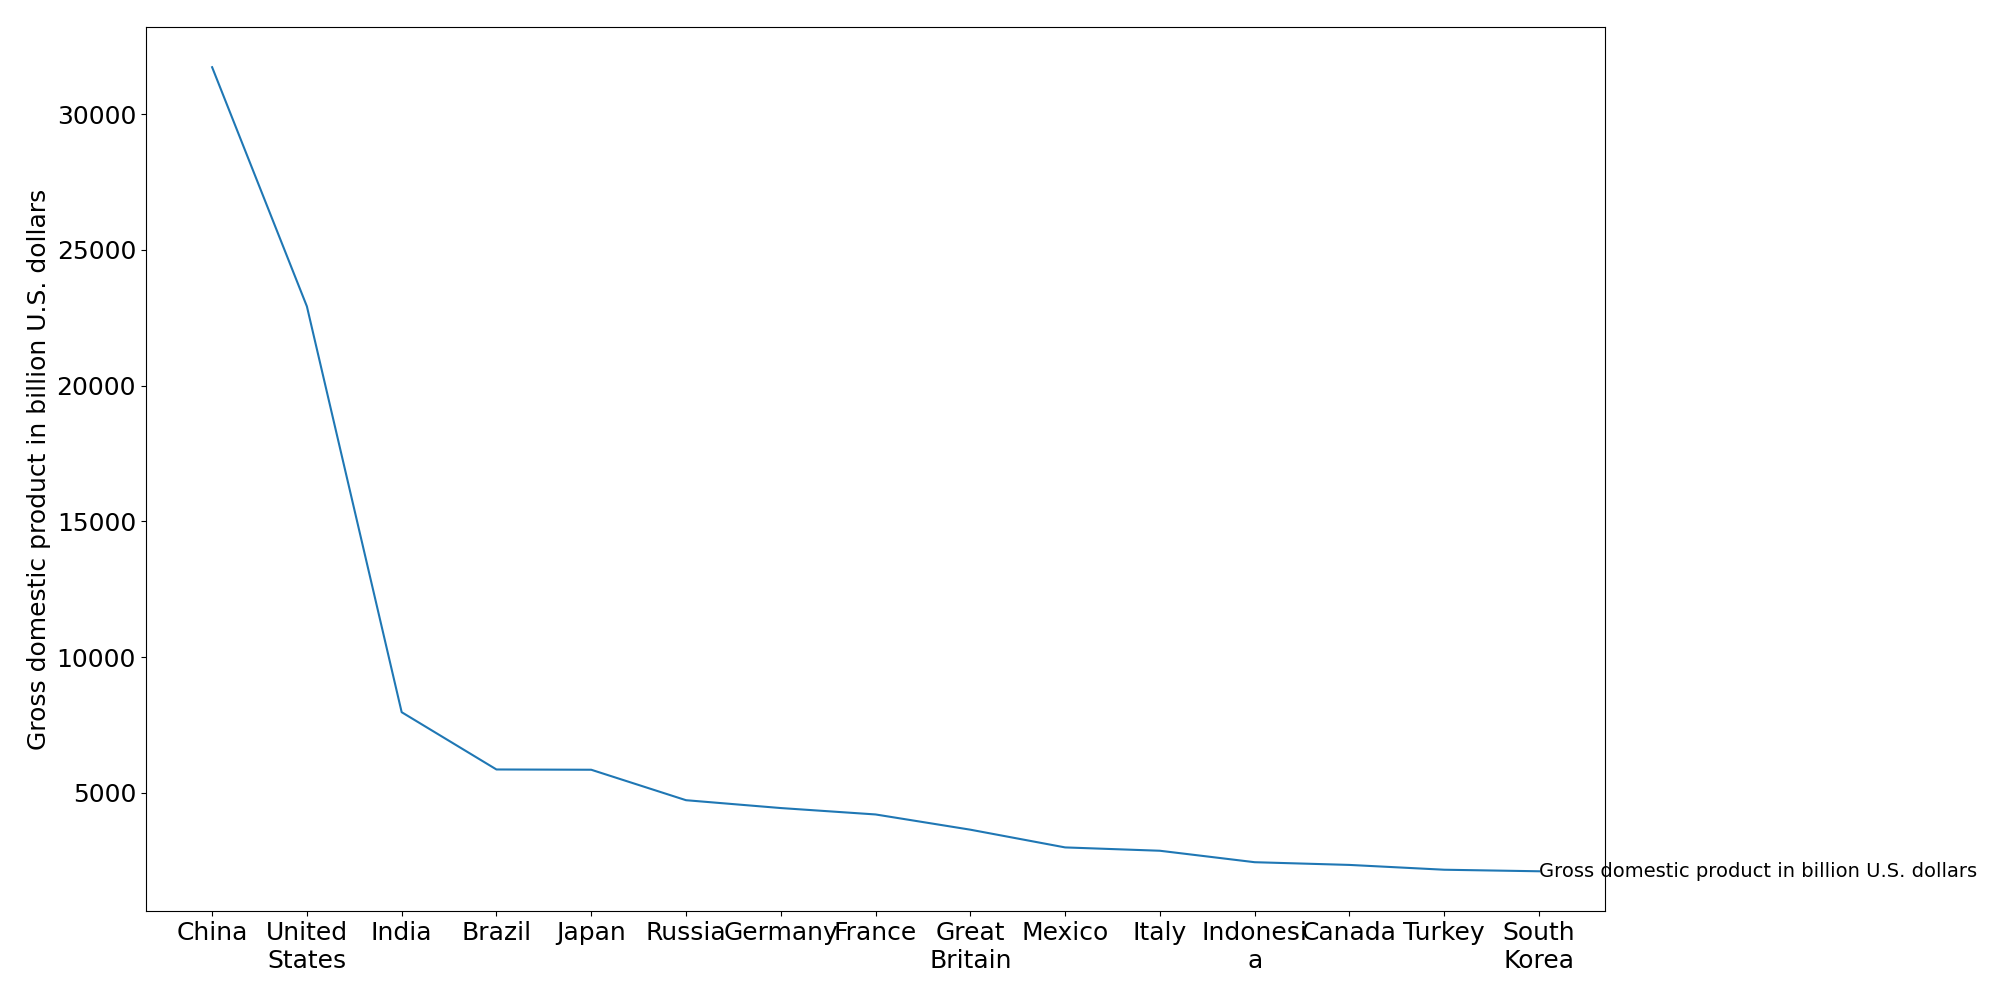 Gross domestic product in billion U.S. dollars
30000
25000
20000
15000
10000
5000
Gross domestic product in billion U.S. dollars
China
United
States
India
Brazil
Japan
Russia
Germany
France
Great
Britain
Mexico
Italy
Indonesi
a
Canada
Turkey
South
Korea